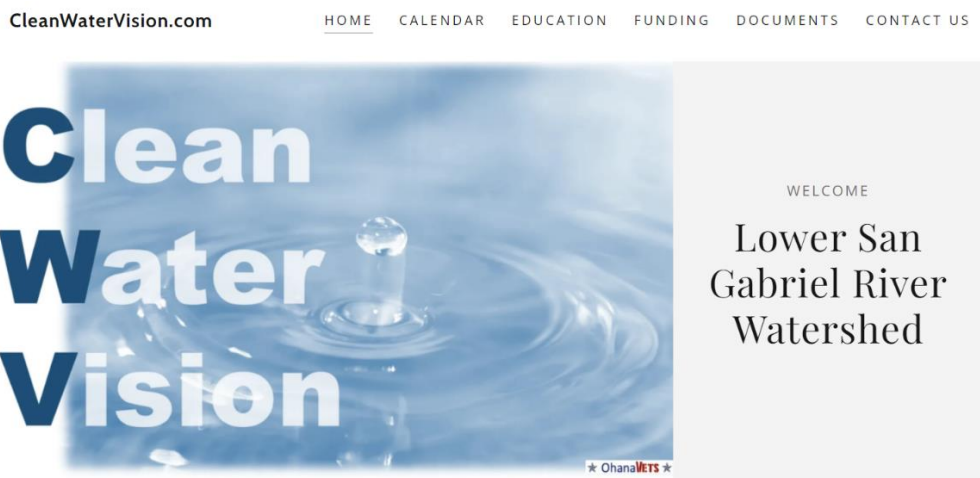 CleanWaterVision.com
HOME CALENDAR EDUCATION FUNDING DOCUMENTS CONTACT US
Clean
Water
Vision
★ OhanaVETS ★
WELCOME
Lower San
Gabriel River
Watershed